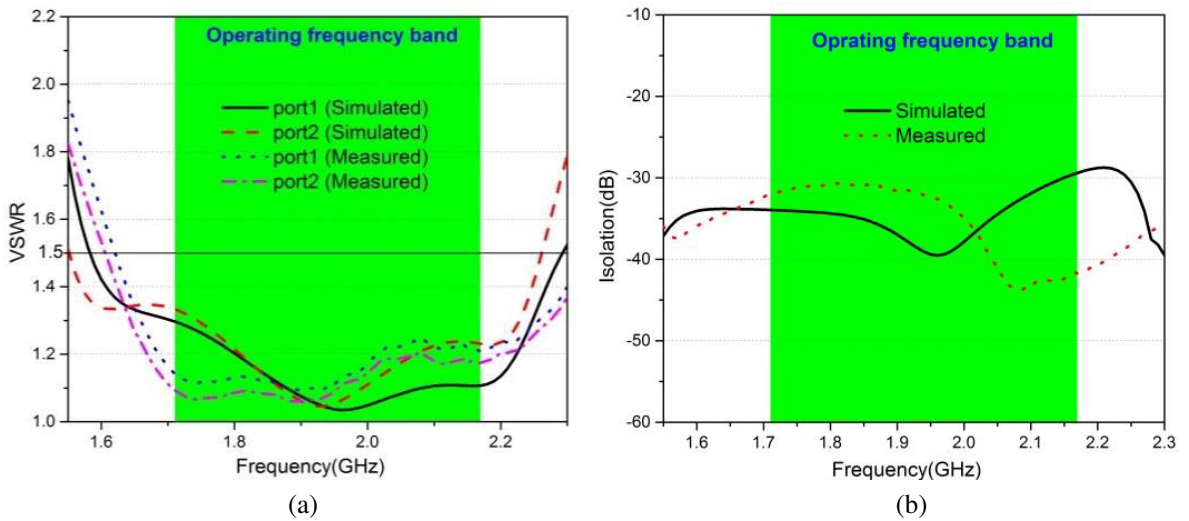 2.2
2.0
1.8
1.6
1.5
1.4
1.2
1.0
VSWR
Operating frequency band
port1 (Simulated)
port2 (Simulated)
port1 (Measured)
port2 (Measured)
1.6 1.8 2.0 2.2
Frequency(GHz)
(a)
-10
-20
-30
-40
-50
-60
Isolation(dB)
Oprating frequency band
Simulated
Measured
1.6 1.7 1.8 1.9 2.0 2.1 2.2 2.3
Frequency(GHz)
(b)